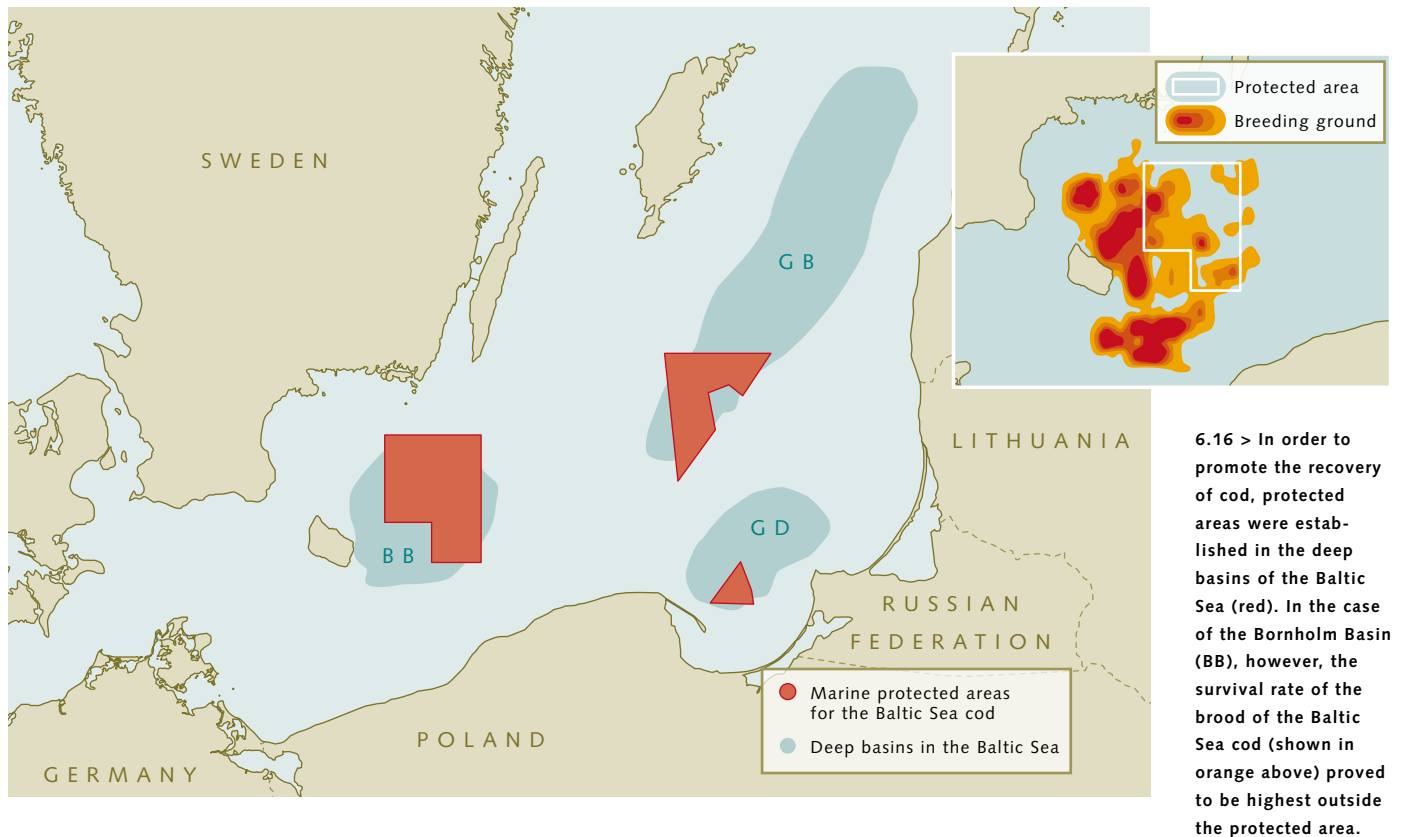 SWEDEN
GB
LITHUANIA
BB
GD
RUSSIAN
FEDERATION
POLAND
GERMANY
Marine protected areas
for the Baltic Sea cod
Deep basins in the Baltic Sea
Protected area
Breeding ground
6.16 > In order to
promote the recovery
of cod, protected
areas were estab-
lished in the deep
basins of the Baltic
Sea (red). In the case
of the Bornholm Basin
(BB), however, the
survival rate of the
brood of the Baltic
Sea cod (shown in
orange above) proved
to be highest outside
the protected area.